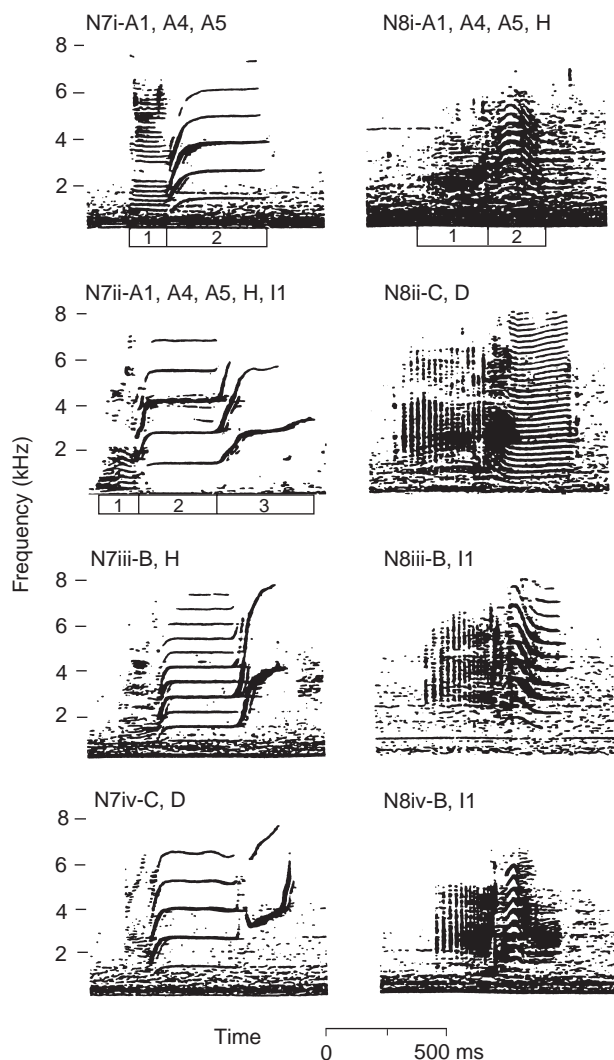 N7i-A1, A4, A5
N8i-A1, A4, A5, H
8
6
4
2
1 2
1 2
N7ii-A1, A4, A5, H, I1
N8ii-C, D
8
6
4
2
1 2 3
Frequency (kHz)
N7iii-B, H
N8iii-B, I1
8
6
4
2
N7iv-C, D
N8iv-B, I1
8
6
4
2
Time
0 500 ms